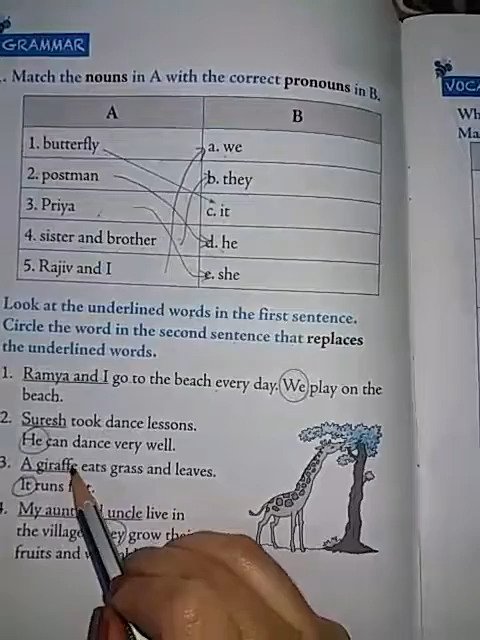 GRAMMAR
. Match the nouns in A with the correct pronouns in B.
A B
1. butterfly a. we
2. postman b. they
3. Priya c. it
4. sister and brother d. he
5. Rajiv and I e. she
Look at the underlined words in the first sentence.
Circle the word in the second sentence that replaces
the underlined words.
1. Ramya and I go to the beach every day. We play on the
beach.
2. Suresh took dance lessons.
He can dance very well.
3. A giraffe eats grass and leaves.
It runs
4. My aunt uncle live in
the village grow
fruits and
VOCA
Wh
Ma